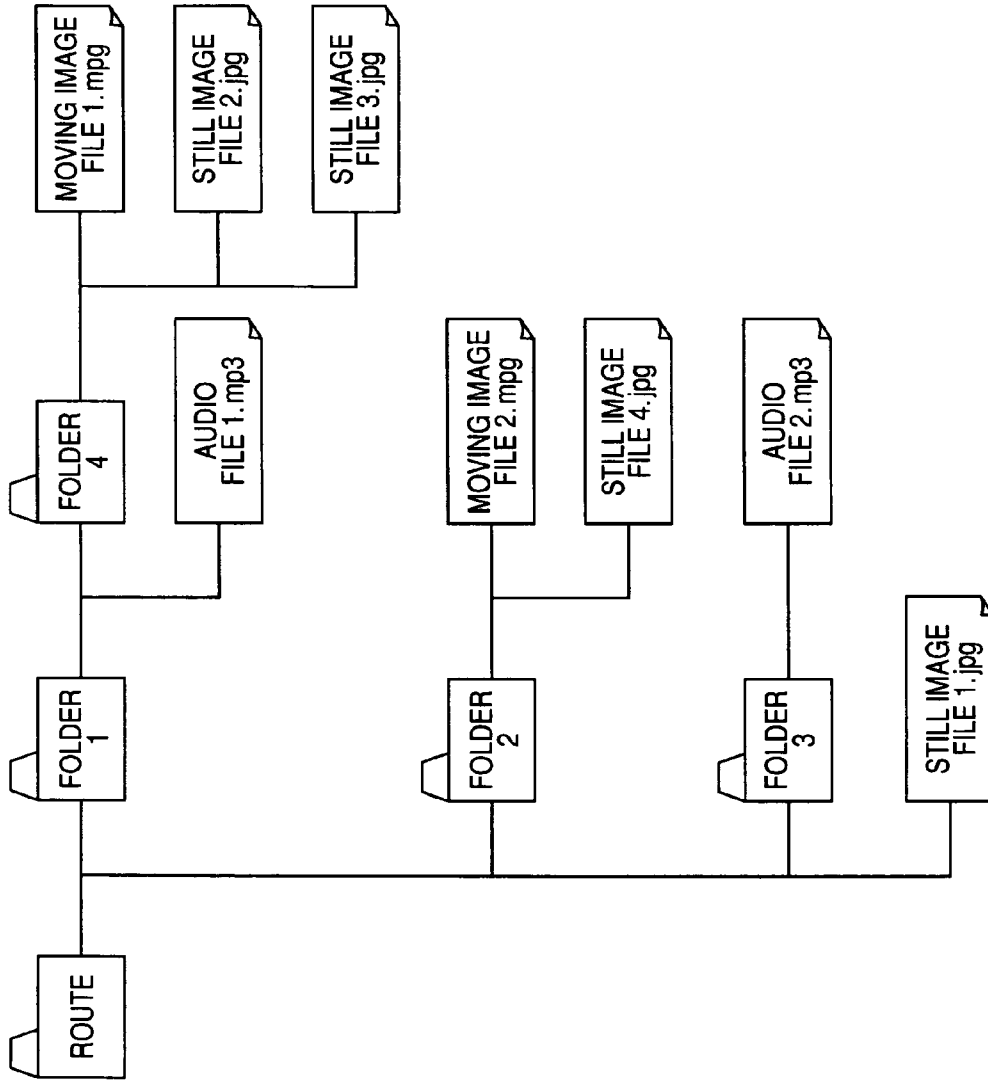 ROUTE
FOLDER
1
FOLDER
4
MOVING IMAGE
FILE 1.mpg
STILL IMAGE
FILE 2.jpg
STILL IMAGE
FILE 3.jpg
AUDIO
FILE 1.mp3
FOLDER
2
MOVING IMAGE
FILE 2.mpg
STILL IMAGE
FILE 4.jpg
FOLDER
3
AUDIO
FILE 2.mp3
STILL IMAGE
FILE 1.jpg